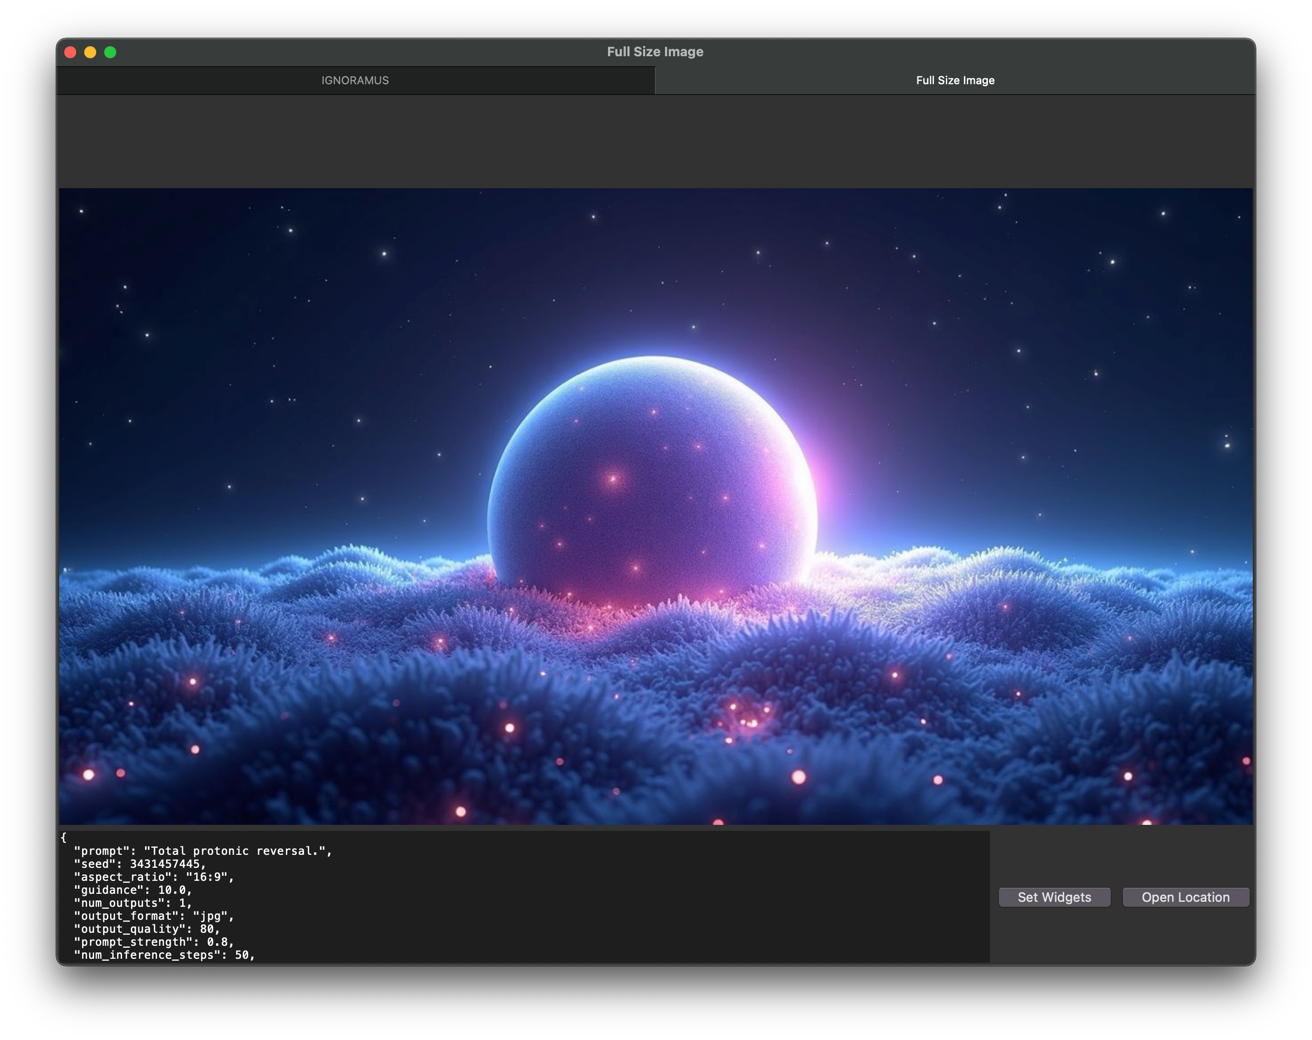 Full Size Image
IGNORAMUS
Full Size Image
{
  "prompt": "Total protonic reversal.",
  "seed": 3431457445,
  "aspect_ratio": "16:9",
  "guidance": 10.0,
  "num_outputs": 1,
  "output_format": "jpg",
  "output_quality": 80,
  "prompt_strength": 0.8,
  "num_inference_steps": 50,
Set Widgets
Open Location